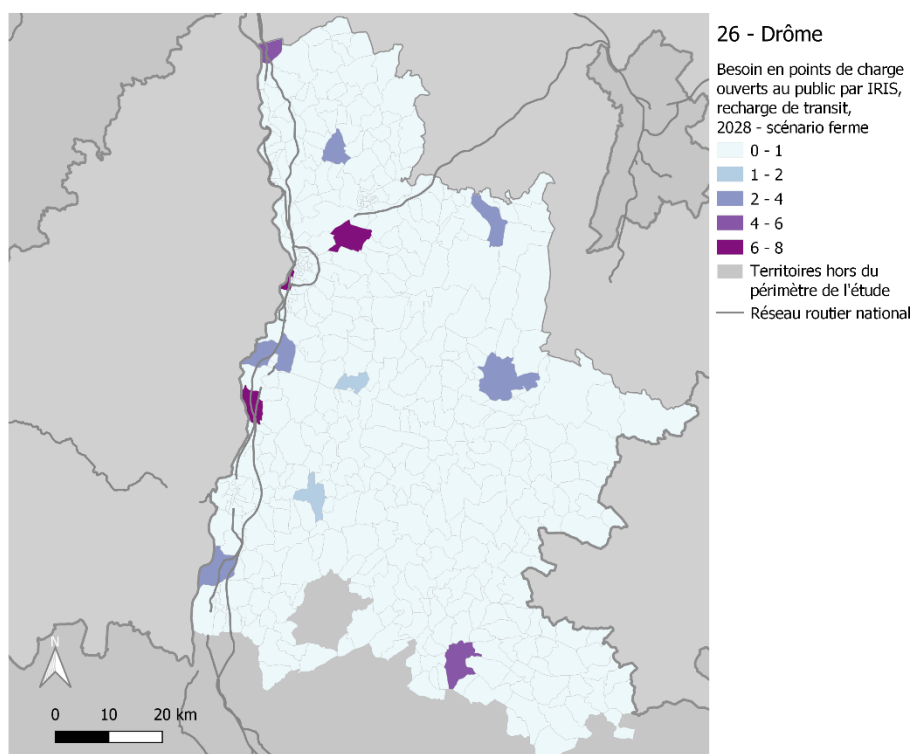 26 - Drôme
Besoin en points de charge
ouverts au public par IRIS,
recharge de transit,
2028 - scénario ferme
0 - 1
1 - 2
2 - 4
4 - 6
6 - 8
Territoires hors du
périmètre de l'étude
Réseau routier national
N
0 10 20 km